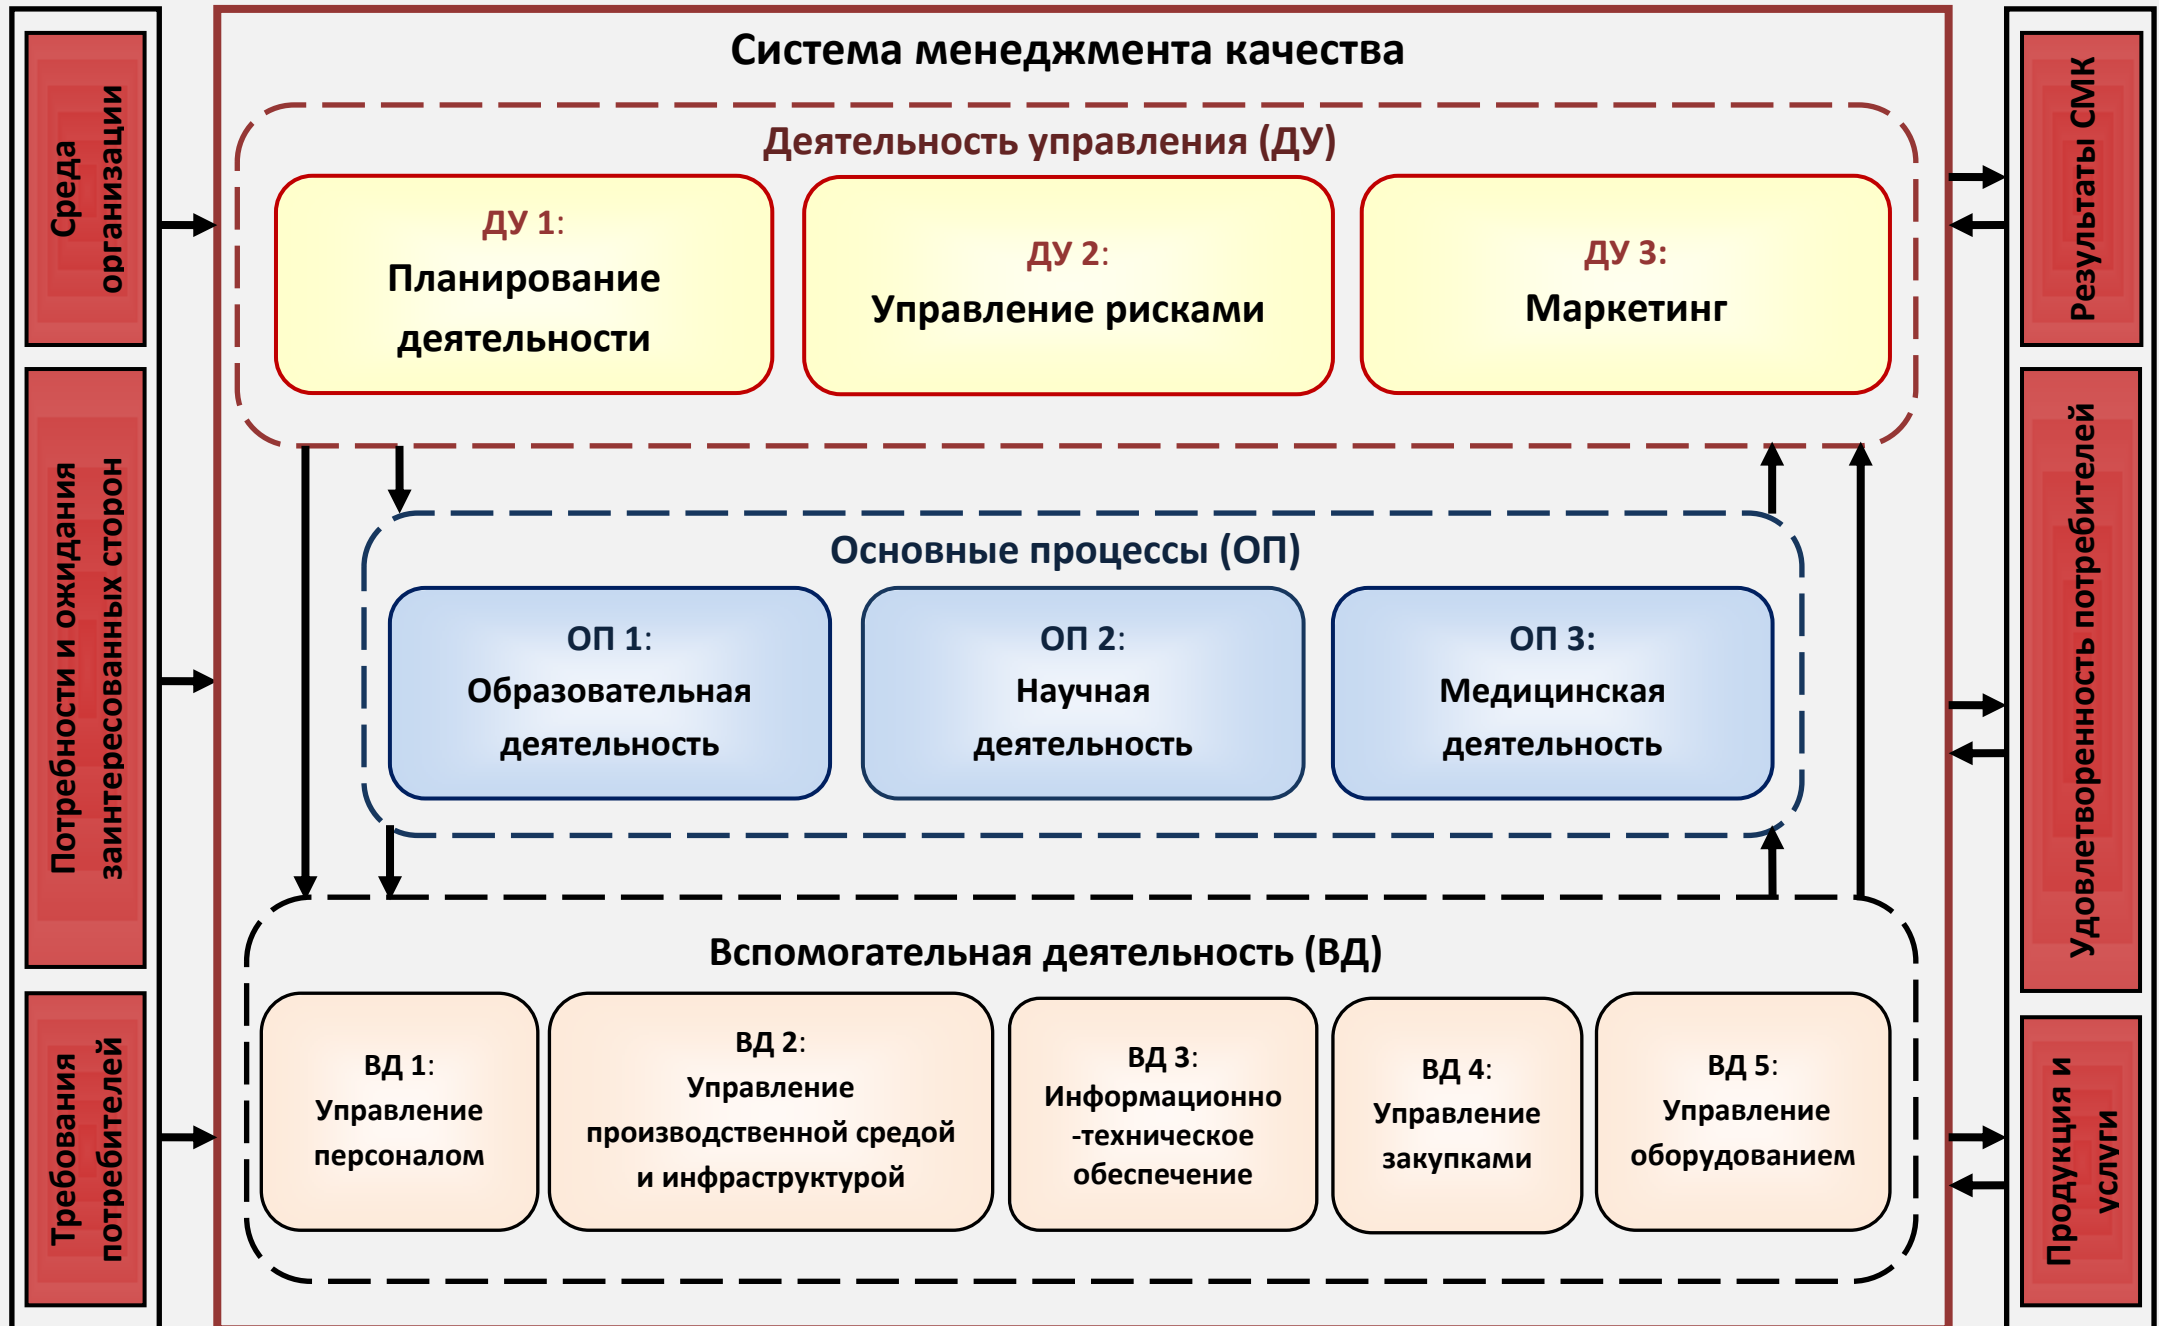 Система менеджмента качества
Среда
организации
Потребности и ожидания
заинтересованных сторон
Требования
потребителей
Деятельность управления (ДУ)
ДУ 1:
Планирование
деятельности
ДУ 2:
Управление рисками
ДУ 3:
Маркетинг
Основные процессы (ОП)
ОП 1:
Образовательная
деятельность
ОП 2:
Научная
деятельность
ОП 3:
Медицинская
деятельность
Вспомогательная деятельность (ВД)
ВД 1:
Управление
персоналом
ВД 2:
Управление
производственной средой
и инфраструктурой
ВД 3:
Информационно
-техническое
обеспечение
ВД 4:
Управление
закупками
ВД 5:
Управление
оборудованием
Результаты СМК
Удовлетворенность потребителей
Продукция и
услуги